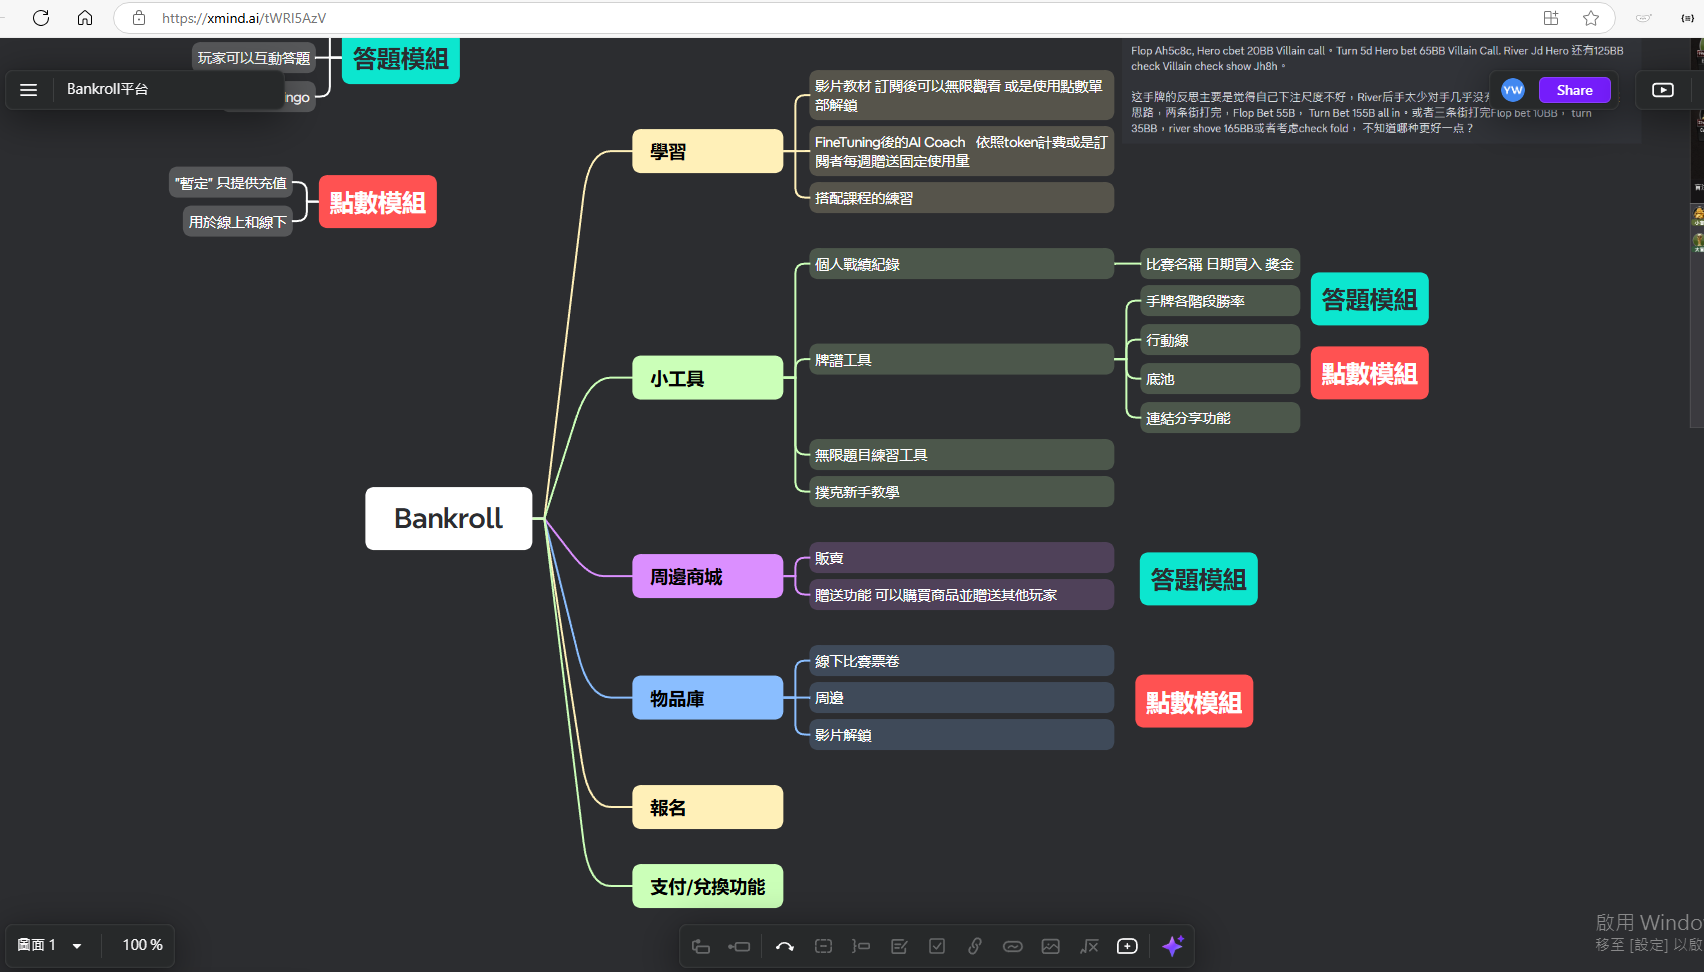 https://xmind.ai/tWRI5AzV
玩家可以互動答題
答題模組
ngo
Bankroll平台
Flop Ah5c8c, Hero cbet 20BB Villain call。Turn 5d Hero bet 65BB Villain Call. River Jd Hero 还有125BB
check Villain check show Jh8h。
这手牌的反思主要是觉得自己下注尺度不好，River后手太少对手几乎没
思路，两条街打完，Flop Bet 55B， Turn Bet 155B all in。或者三条街打完Flop bet 10BB， turn
35BB，river shove 165BB或者考虑check fold， 不知道哪种更好一点？
YW
Share
"暫定" 只提供充值
用於線上和線下
點數模組
學習
影片教材 訂閱後可以無限觀看 或是使用點數單
部解鎖
FineTuning後的AI Coach 依照token計費或是訂
閱者每週贈送固定使用量
搭配課程的練習
小工具
個人戰績紀錄
比賽名稱 日期買入 獎金
牌譜工具
手牌各階段勝率
行動線
底池
連結分享功能
無限題目練習工具
撲克新手教學
答題模組
點數模組
Bankroll
周邊商城
販賣
贈送功能 可以購買商品並贈送其他玩家
答題模組
物品庫
線下比賽票卷
周邊
影片解鎖
點數模組
報名
支付/兌換功能
圖面 1
100 %
啟用 Windo
移至 [設定] 以啟